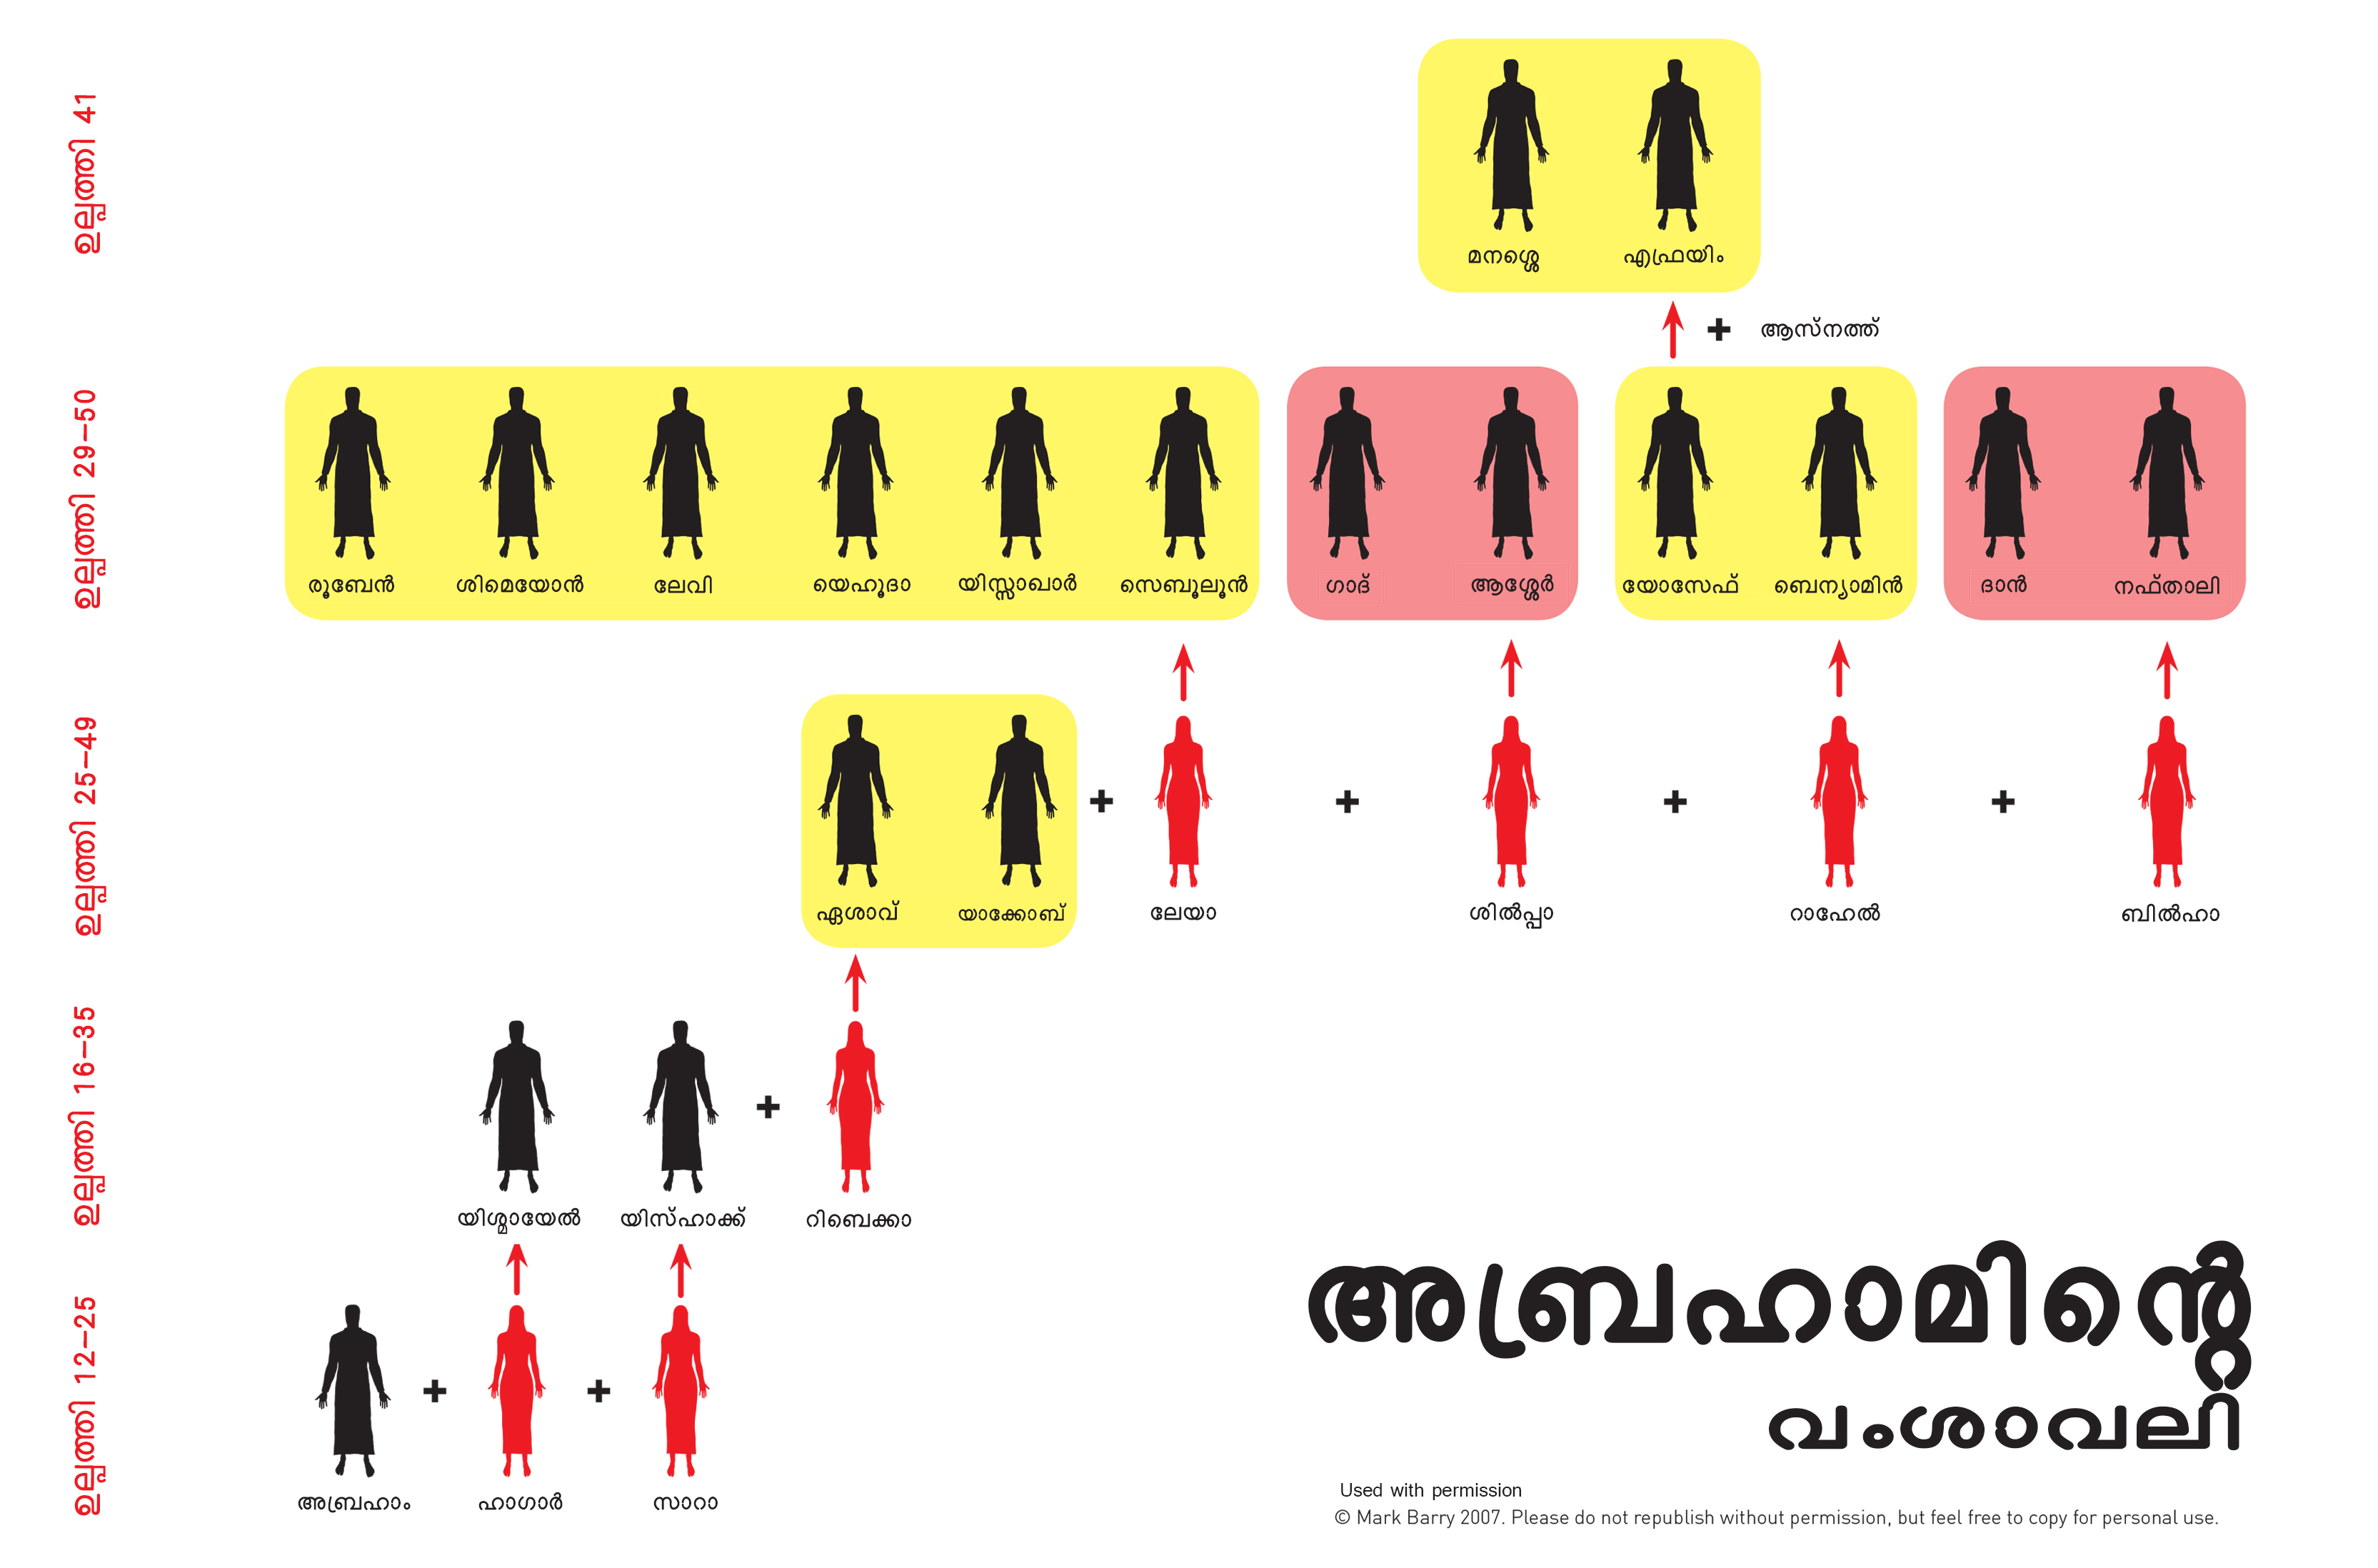 ഉല്പത്തി 41
മനശ്ശെ എഫ്രയിം
+ ആസ്നത്ത്
ഉല്പത്തി 29–50
രൂബേൻ ശിമെയോൻ ലേവി യെഹൂദാ യിസ്സാഖാർ സെബൂലൂൻ ഗാദ് ആശ്ശേർ യോസേഫ് ബെന്യാമിൻ ദാൻ നഫ്താലി
ഉല്പത്തി 25–49
+ + + +
ഏശാവ് യാക്കോബ് ലേയാ ശിൽപ്പാ റാഹേൽ ബിൽഹാ
ഉല്പത്തി 16–35
+
യിശ്മായേൽ യിസ്ഹാക്ക് റിബെക്കാ
ഉല്പത്തി 12–25
+ +
അബ്രഹാം ഹാഗാർ സാറാ
അബ്രഹാമിന്റെ
വംശാവലി
Used with permission
© Mark Barry 2007. Please do not republish without permission, but feel free to copy for personal use.